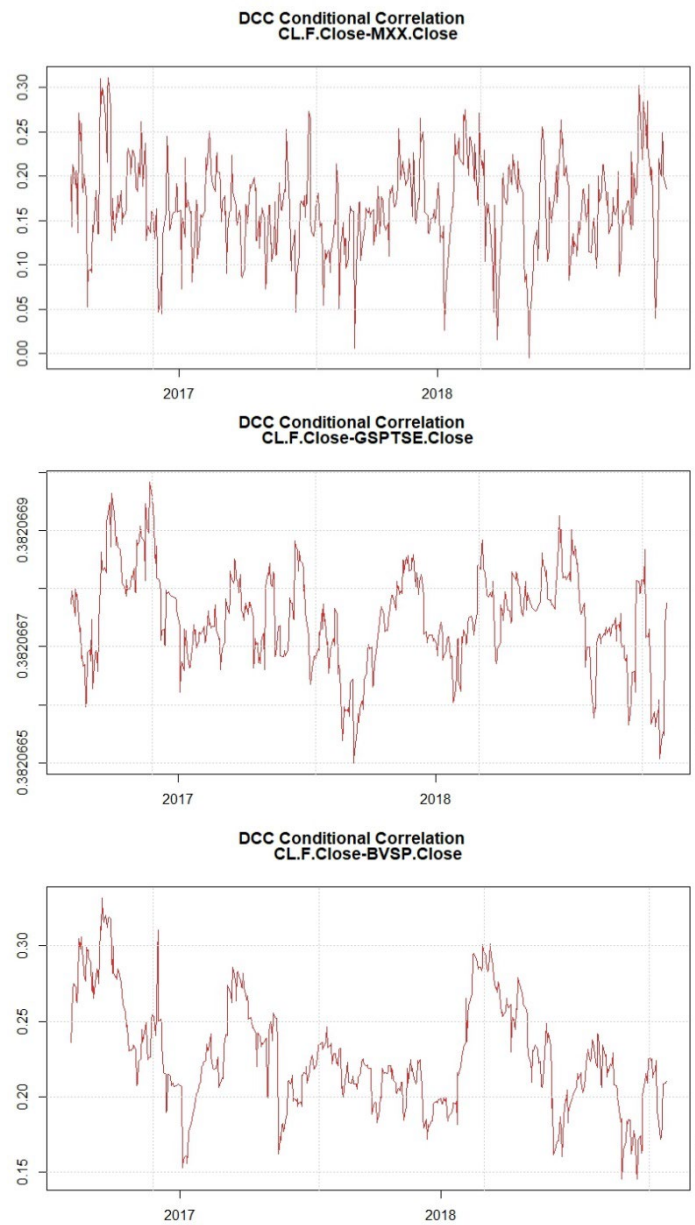 DCC Conditional Correlation
CL.F.Close-MXX.Close
0.30
0.25
0.20
0.15
0.10
0.05
0.00
2017 2018
DCC Conditional Correlation
CL.F.Close-GSPTSE.Close
0.3820669
0.3820667
0.3820665
2017 2018
DCC Conditional Correlation
CL.F.Close-BVSP.Close
0.30
0.25
0.20
0.15
2017 2018